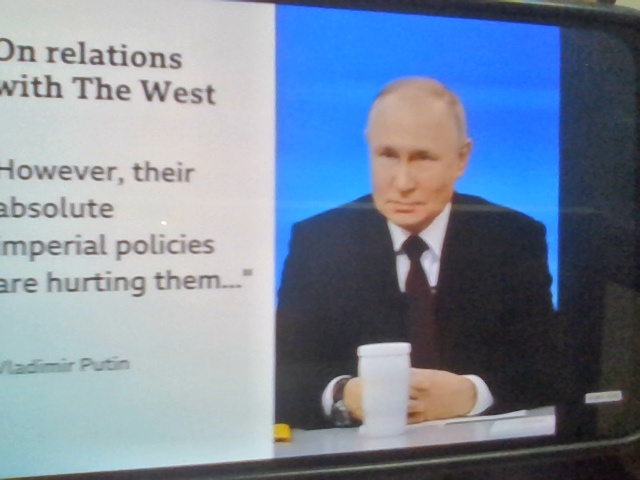 On relations
with The West
"However, their
absolute
imperial policies
are hurting them..."
Vladimir Putin